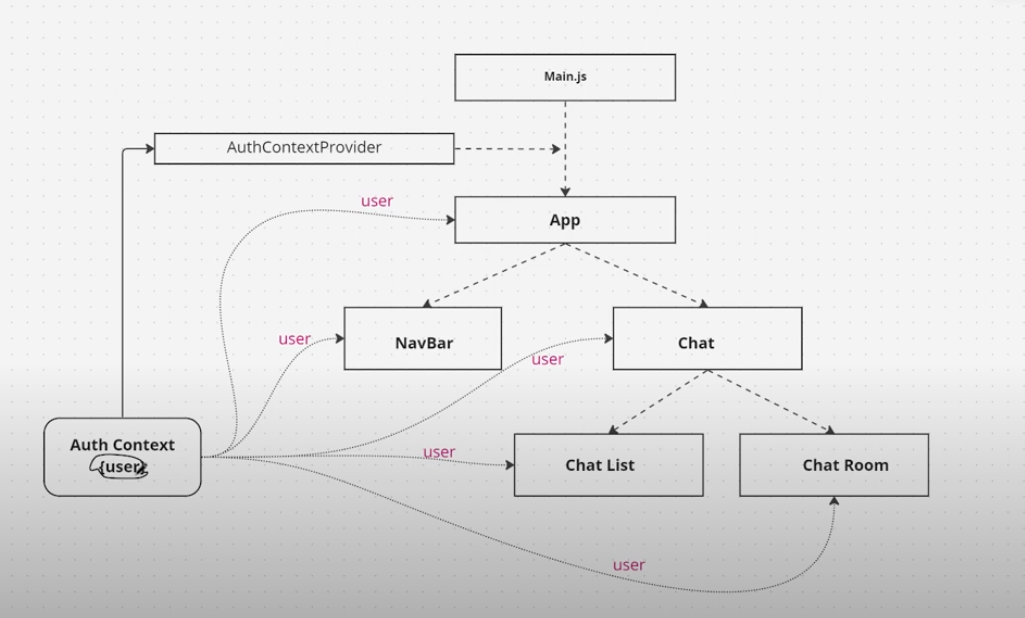 Main.js
AuthContextProvider
user
App
user
NavBar
user
Chat
Auth Context
{user}
user
Chat List
Chat Room
user